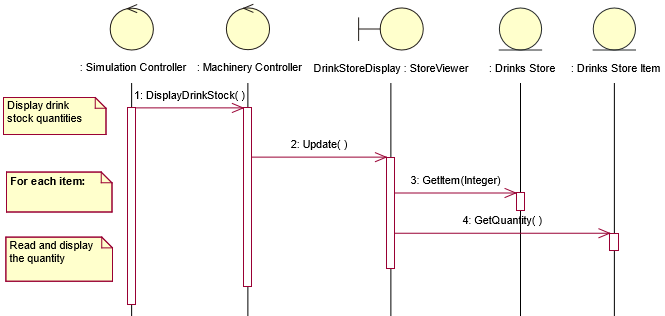 : Simulation Controller
: Machinery Controller
DrinkStoreDisplay : StoreViewer
: Drinks Store
: Drinks Store Item
Display drink
stock quantities
1: DisplayDrinkStock( )
2: Update( )
For each item:
3: GetItem(Integer)
4: GetQuantity( )
Read and display
the quantity